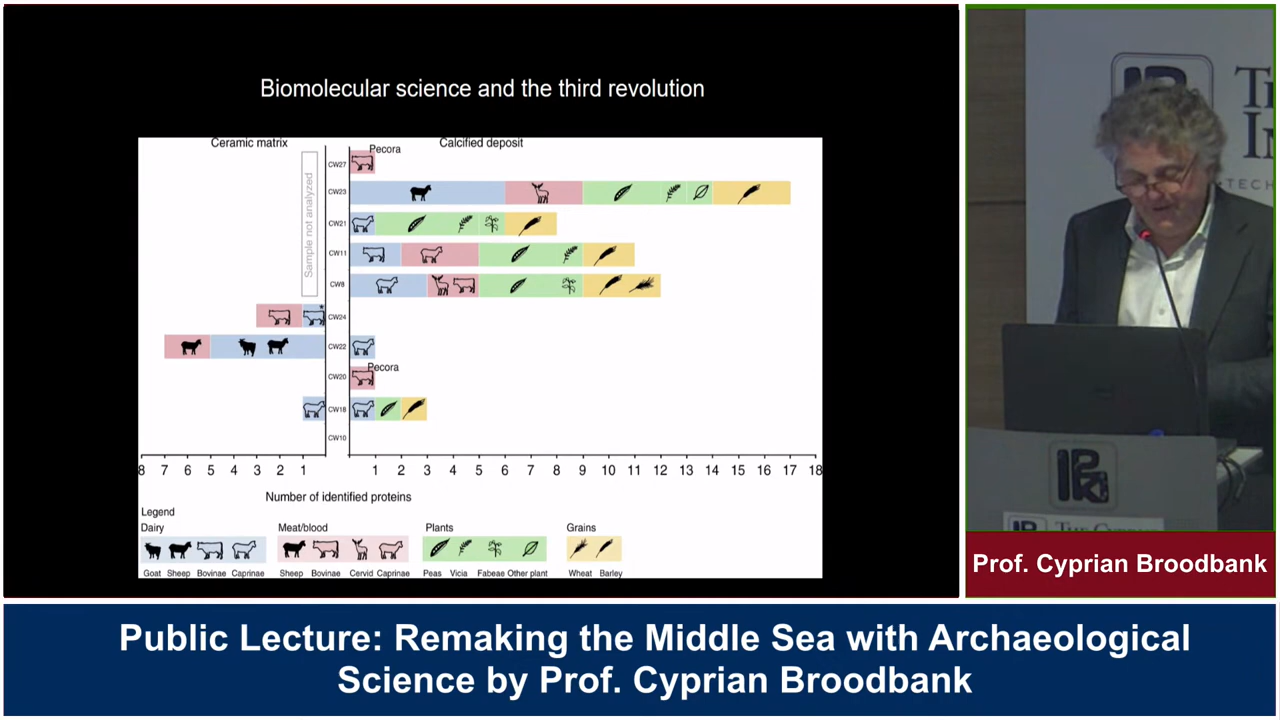 Biomolecular science and the third revolution
Ceramic matrix
Calcified deposit
Sample not analyzed
Pecora
CW27
CW23
CW21
CW11
CW8
CW24
*
CW22
Pecora
CW20
CW18
CW10
8 7 6 5 4 3 2 1
1 2 3 4 5 6 7 8 9 10 11 12 13 14 15 16 17 18
Number of identified proteins
Legend
Dairy
Meat/blood
Plants
Grains
Goat Sheep Bovinae Caprinae
Sheep Bovinae Cervid Caprinae
Peas Vicia Fabeae Other plant
Wheat Barley
TECH
Prof. Cyprian Broodbank
Public Lecture: Remaking the Middle Sea with Archaeological
Science by Prof. Cyprian Broodbank